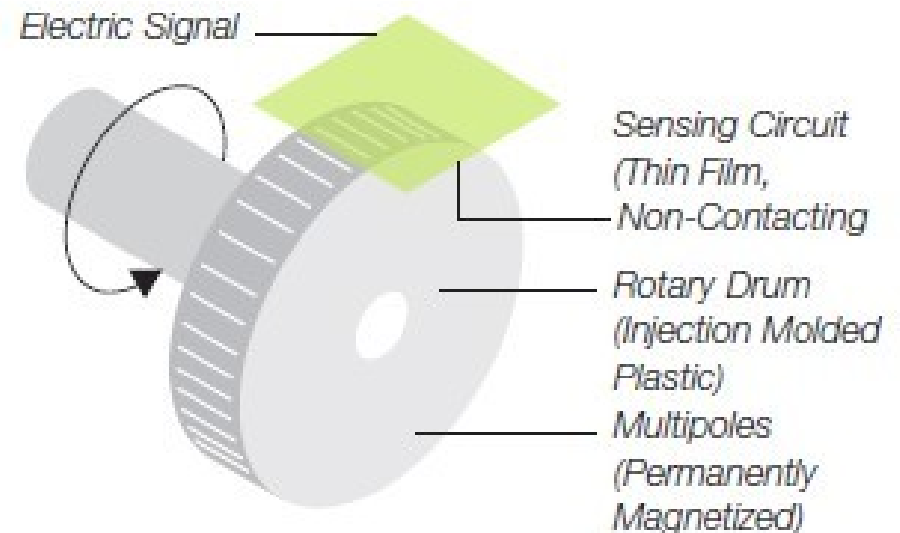 Electric Signal
Sensing Circuit
(Thin Film,
Non-Contacting
Rotary Drum
(Injection Molded
Plastic)
Multipoles
(Permanently
Magnetized)